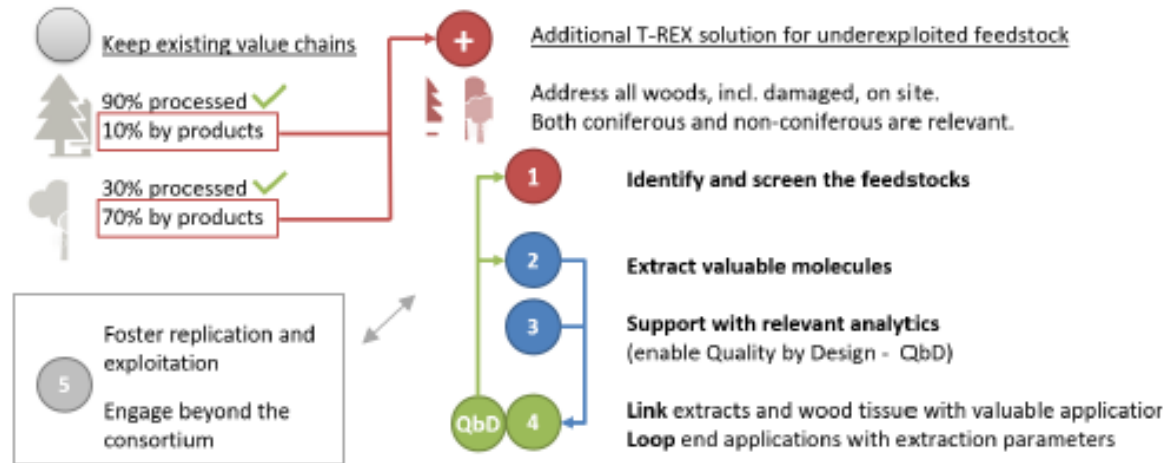 Keep existing value chains
90% processed
10% by products
30% processed
70% by products
+
Additional T-REX solution for underexploited feedstock
Address all woods, incl. damaged, on site.
Both coniferous and non-coniferous are relevant.
1
Identify and screen the feedstocks
2
Extract valuable molecules
3
Support with relevant analytics
(enable Quality by Design - QbD)
QbD
4
Link extracts and wood tissue with valuable application
Loop end applications with extraction parameters
5
Foster replication and
exploitation
Engage beyond the
consortium